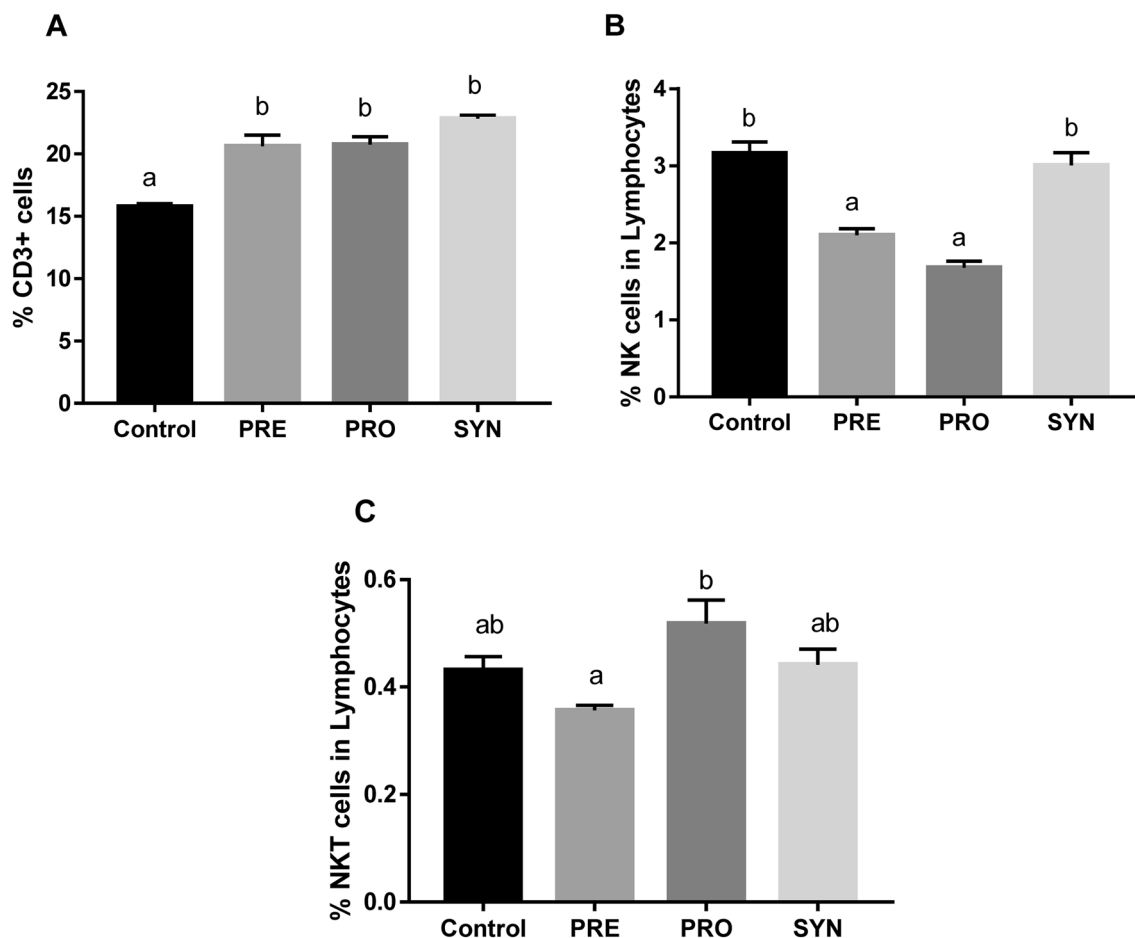 A
% CD3+ cells
25
20
15
10
5
0
a
b
b
b
Control PRE PRO SYN
B
% NK cells in Lymphocytes
4
3
2
1
0
b
a
a
b
Control PRE PRO SYN
C
% NKT cells in Lymphocytes
0.6
0.4
0.2
0.0
ab
a
b
ab
Control PRE PRO SYN